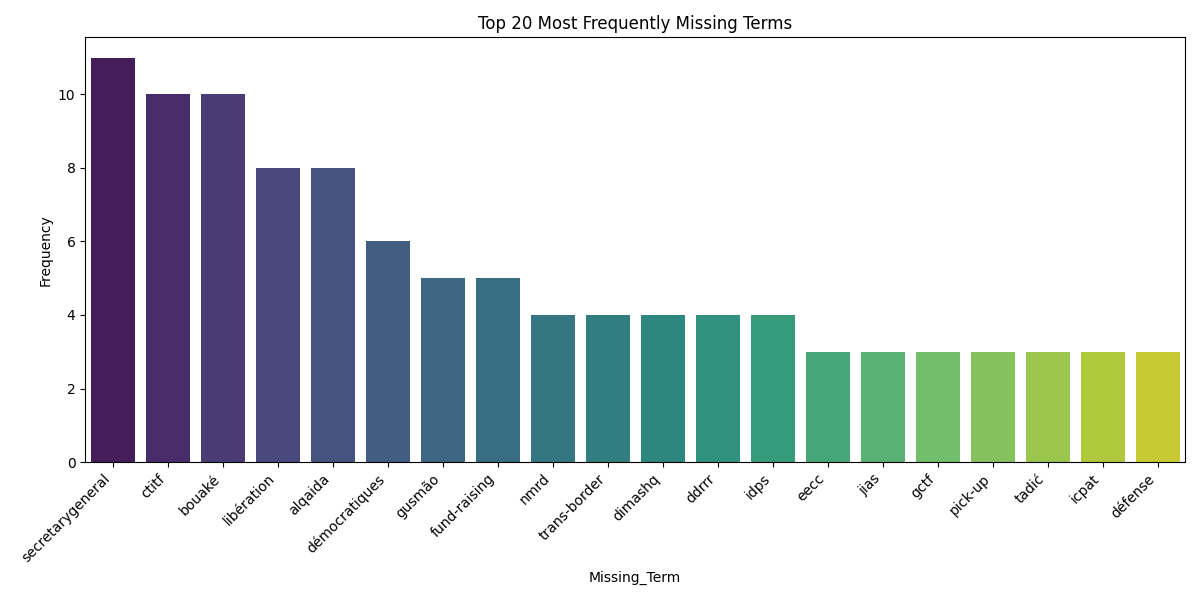 Top 20 Most Frequently Missing Terms
Frequency
10
8
6
4
2
0
secretarygeneral
ctitf
bouaké
libération
alqaida
démocratiques
gusmão
fund-raising
nmrd
trans-border
dimashq
ddrrr
idps
eecc
jias
gctf
pick-up
tadić
icpat
défense
Missing_Term